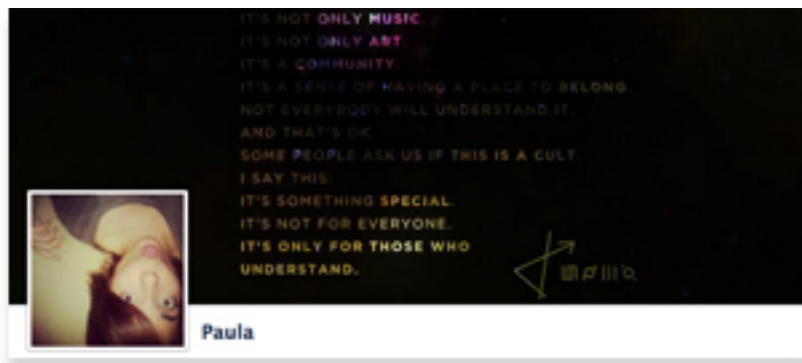 IT'S NOT ONLY MUSIC.
IT'S NOT ONLY ART.
IT'S A COMMUNITY.
IT'S A SENSE OF HAVING A PLACE TO BELONG.
NOT EVERYBODY WILL UNDERSTAND IT.
AND THAT'S OK.
SOME PEOPLE ASK US IF THIS IS A CULT.
I SAY THIS:
IT'S SOMETHING SPECIAL.
IT'S NOT FOR EVERYONE.
IT'S ONLY FOR THOSE WHO
UNDERSTAND.
Paula